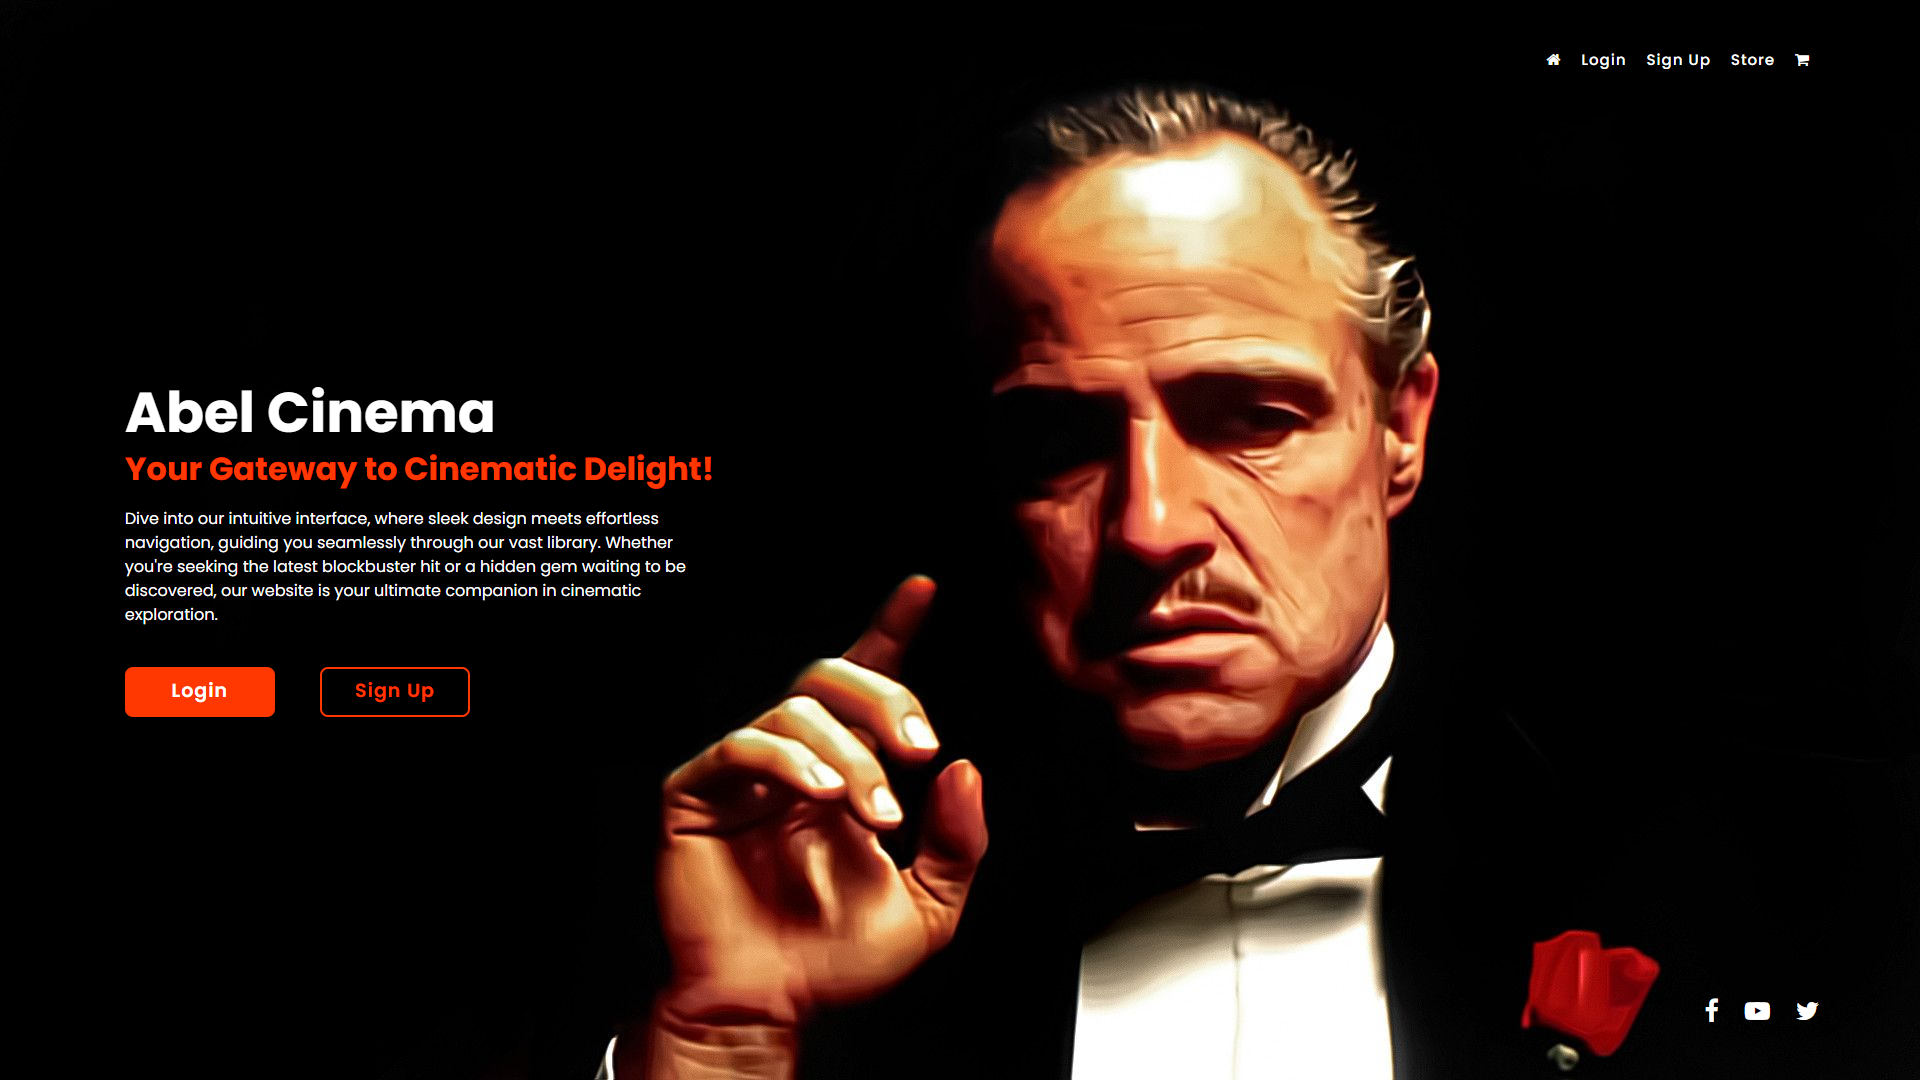 Login Sign Up Store
Abel Cinema
Your Gateway to Cinematic Delight!
Dive into our intuitive interface, where sleek design meets effortless
navigation, guiding you seamlessly through our vast library. Whether
you're seeking the latest blockbuster hit or a hidden gem waiting to be
discovered, our website is your ultimate companion in cinematic
exploration.
Login Sign Up